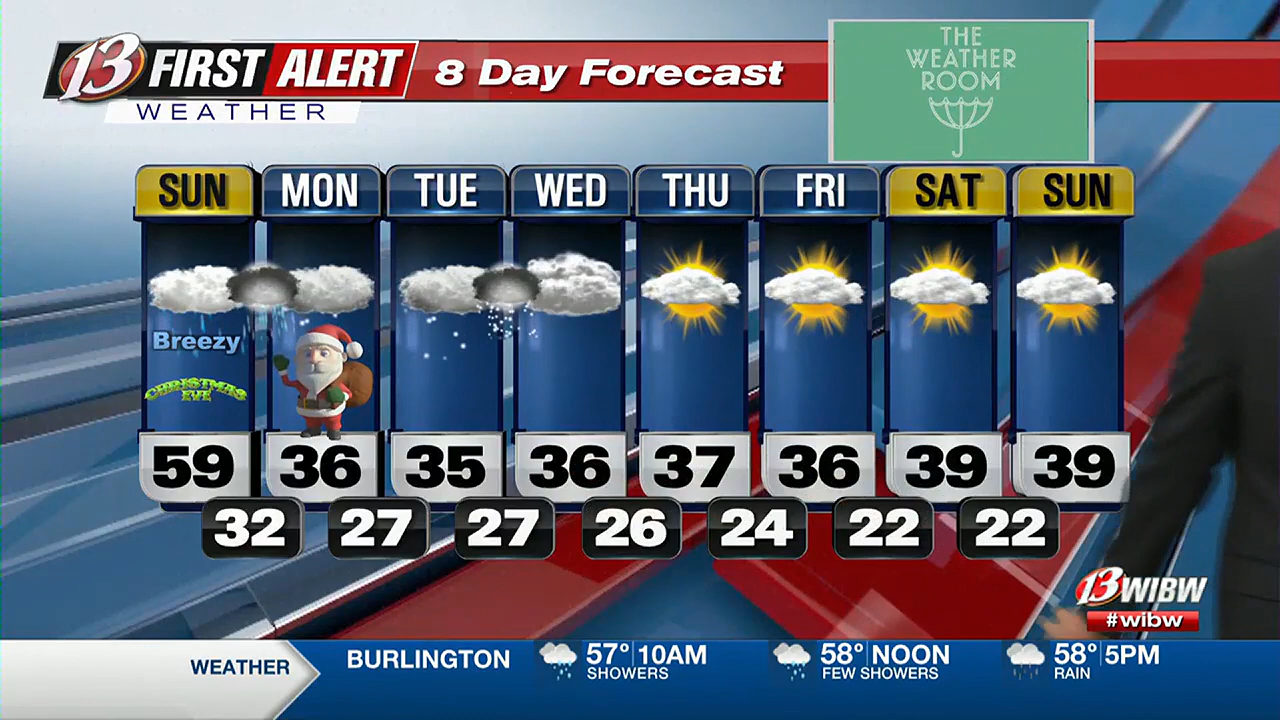 13 FIRST ALERT
WEATHER
8 Day Forecast
THE
WEATHER
ROOM
SUN MON TUE WED THU FRI SAT SUN
Breezy
CHRISTMAS
EVE
59 36 35 36 37 36 39 39
32 27 27 26 24 22 22
13 WIBW
#wibw
WEATHER
BURLINGTON
57° 10AM
SHOWERS
58° NOON
FEW SHOWERS
58° 5PM
RAIN